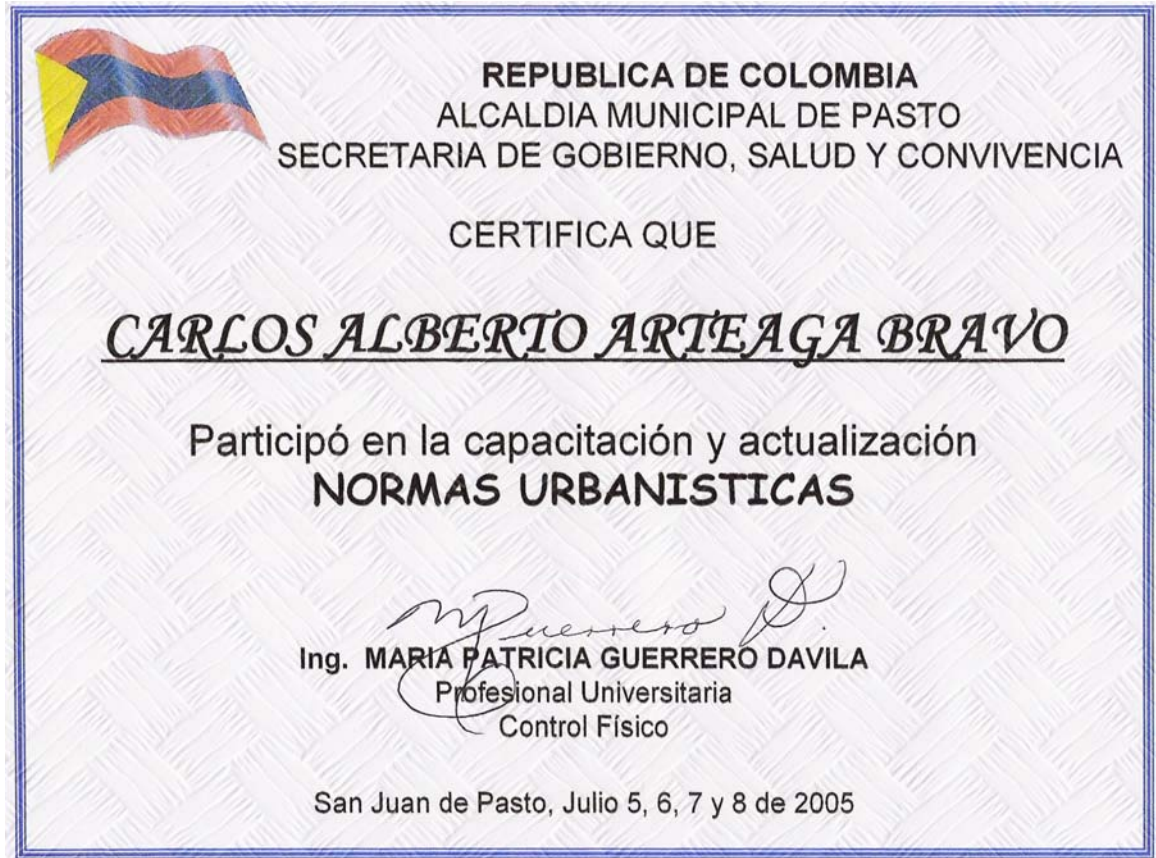 REPUBLICA DE COLOMBIA
ALCALDIA MUNICIPAL DE PASTO
SECRETARIA DE GOBIERNO, SALUD Y CONVIVENCIA
CERTIFICA QUE
CARLOS ALBERTO ARTEAGA BRAVO
Participó en la capacitación y actualización
NORMAS URBANISTICAS
MPGuerrero D.
Ing. MARIA PATRICIA GUERRERO DAVILA
Profesional Universitaria
Control Físico
San Juan de Pasto, Julio 5, 6, 7 y 8 de 2005